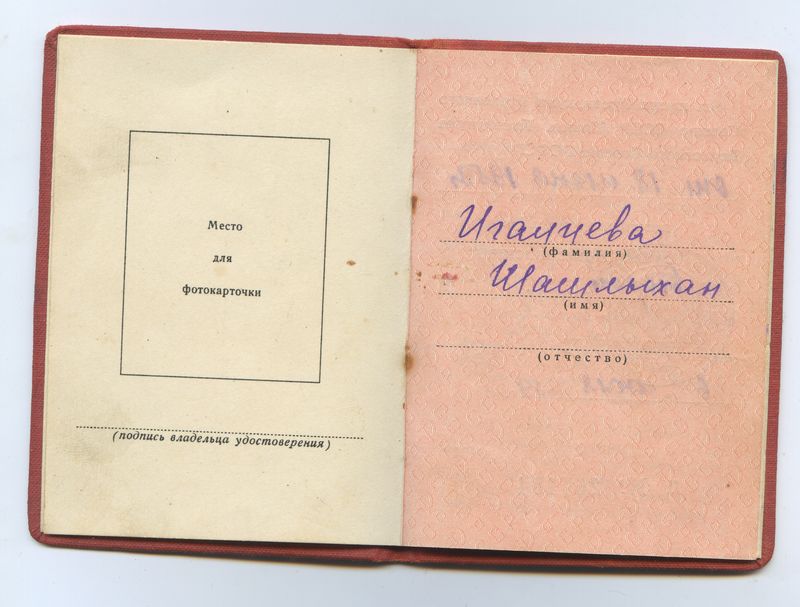 Место
для
фотокарточки
(подпись владельца удостоверения)
Игалиева
(фамилия)
Шашлыхан
(имя)
(отчество)